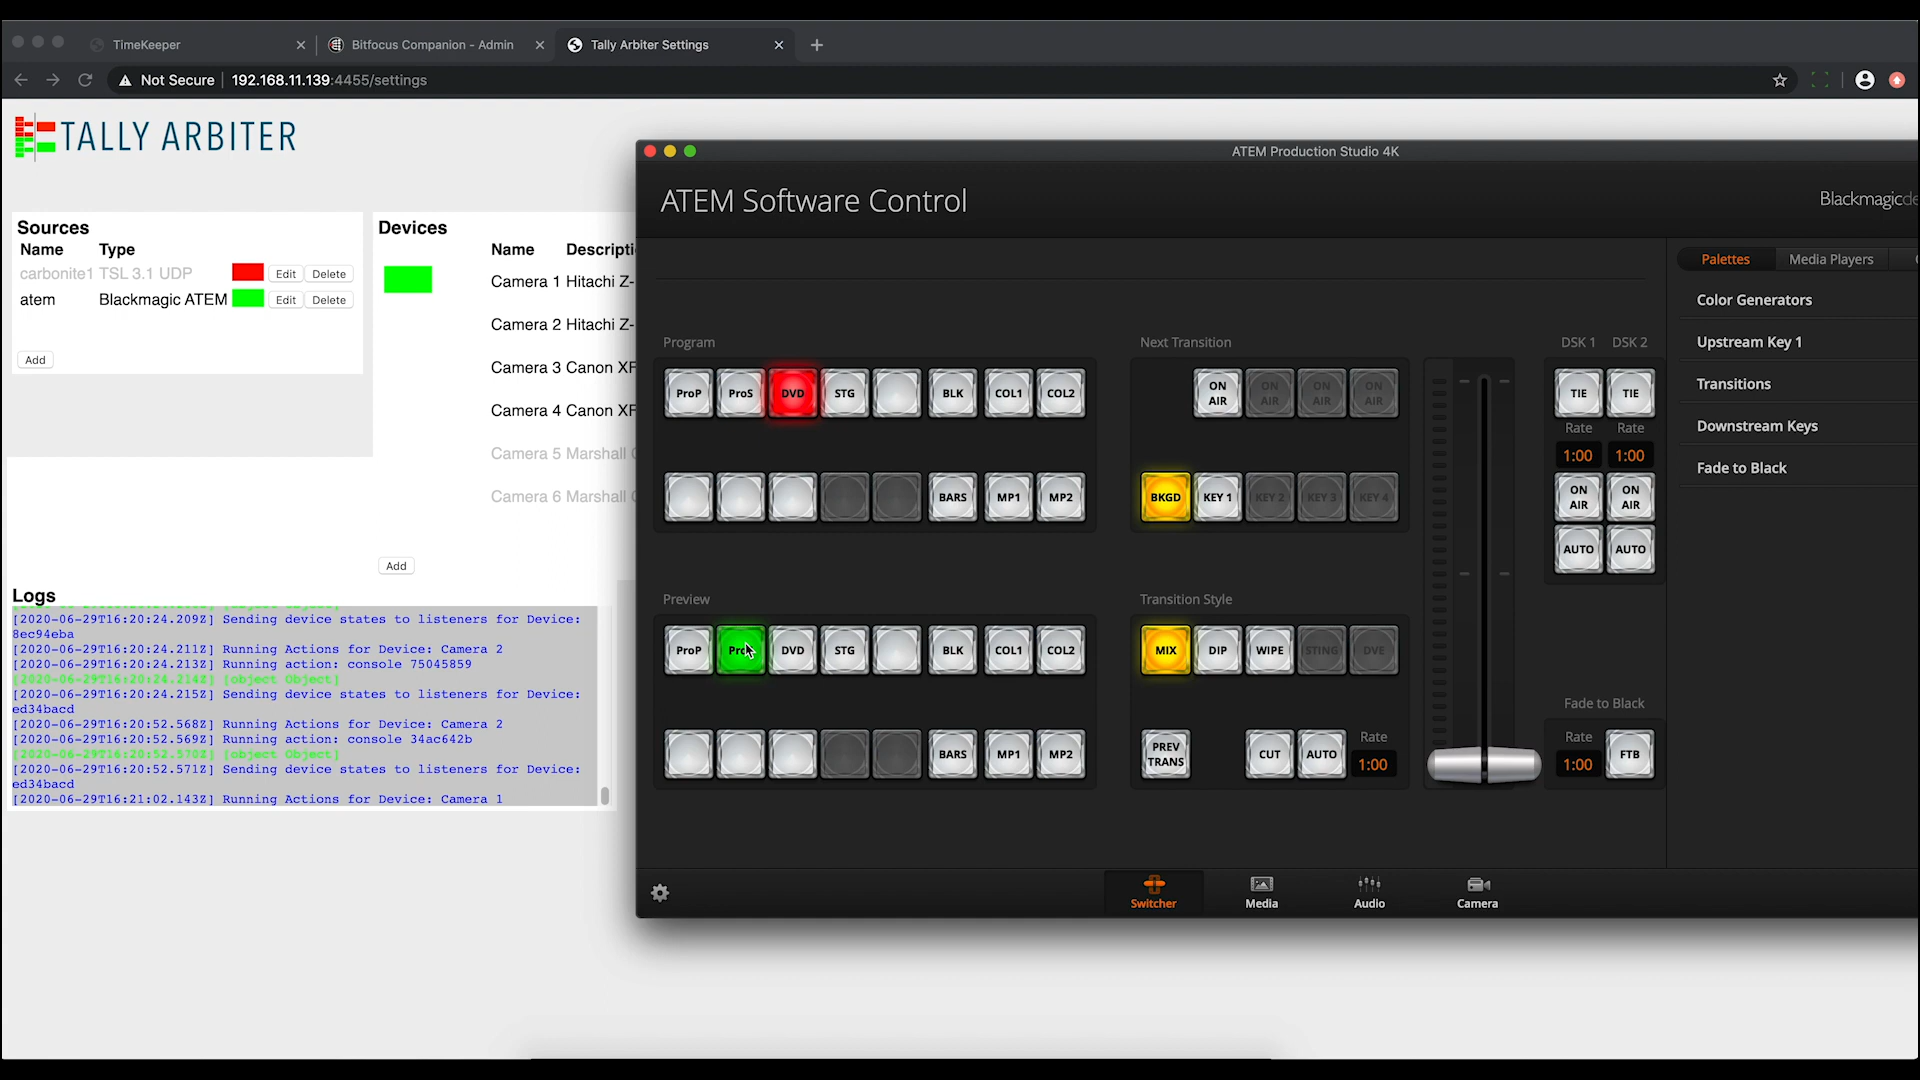 TimeKeeper
Bitfocus Companion - Admin
Tally Arbiter Settings
Not Secure
192.168.11.139:4455/settings
TALLY ARBITER
Sources
Name Type
carbonite1 TSL 3.1 UDP Edit Delete
atem Blackmagic ATEM Edit Delete
Add
Devices
Name Descripti
Camera 1 Hitachi Z-
Camera 2 Hitachi Z-
Camera 3 Canon XF
Camera 4 Canon XF
Camera 5 Marshall
Camera 6 Marshall
Add
Logs
[2020-06-29T16:20:24.209Z] Sending device states to listeners for Device:
8ec94eba
[2020-06-29T16:20:24.211Z] Running Actions for Device: Camera 2
[2020-06-29T16:20:24.213Z] Running action: console 75045859
[2020-06-29T16:20:24.214Z] [object Object]
[2020-06-29T16:20:24.215Z] Sending device states to listeners for Device:
ed34bacd
[2020-06-29T16:20:52.568Z] Running Actions for Device: Camera 2
[2020-06-29T16:20:52.569Z] Running action: console 34ac642b
[2020-06-29T16:20:52.570Z] [object Object]
[2020-06-29T16:20:52.571Z] Sending device states to listeners for Device:
ed34bacd
[2020-06-29T16:21:02.143Z] Running Actions for Device: Camera 1
ATEM Production Studio 4K
ATEM Software Control
Blackmagicde
Program
ProP ProS DVD STG BLK COL1 COL2
BARS MP1 MP2
Next Transition
ON AIR ON AIR ON AIR ON AIR
BKGD KEY 1 KEY 2 KEY 3 KEY 4
DSK 1 DSK 2
TIE TIE
Rate Rate
1:00 1:00
ON AIR ON AIR
AUTO AUTO
Preview
ProP DVD STG BLK COL1 COL2
BARS MP1 MP2
Transition Style
MIX DIP WIPE STING DVE
PREV TRANS CUT AUTO
Rate
1:00
Fade to Black
Rate
1:00
FTB
Palettes Media Players
Color Generators
Upstream Key 1
Transitions
Downstream Keys
Fade to Black
Switcher Media Audio Camera